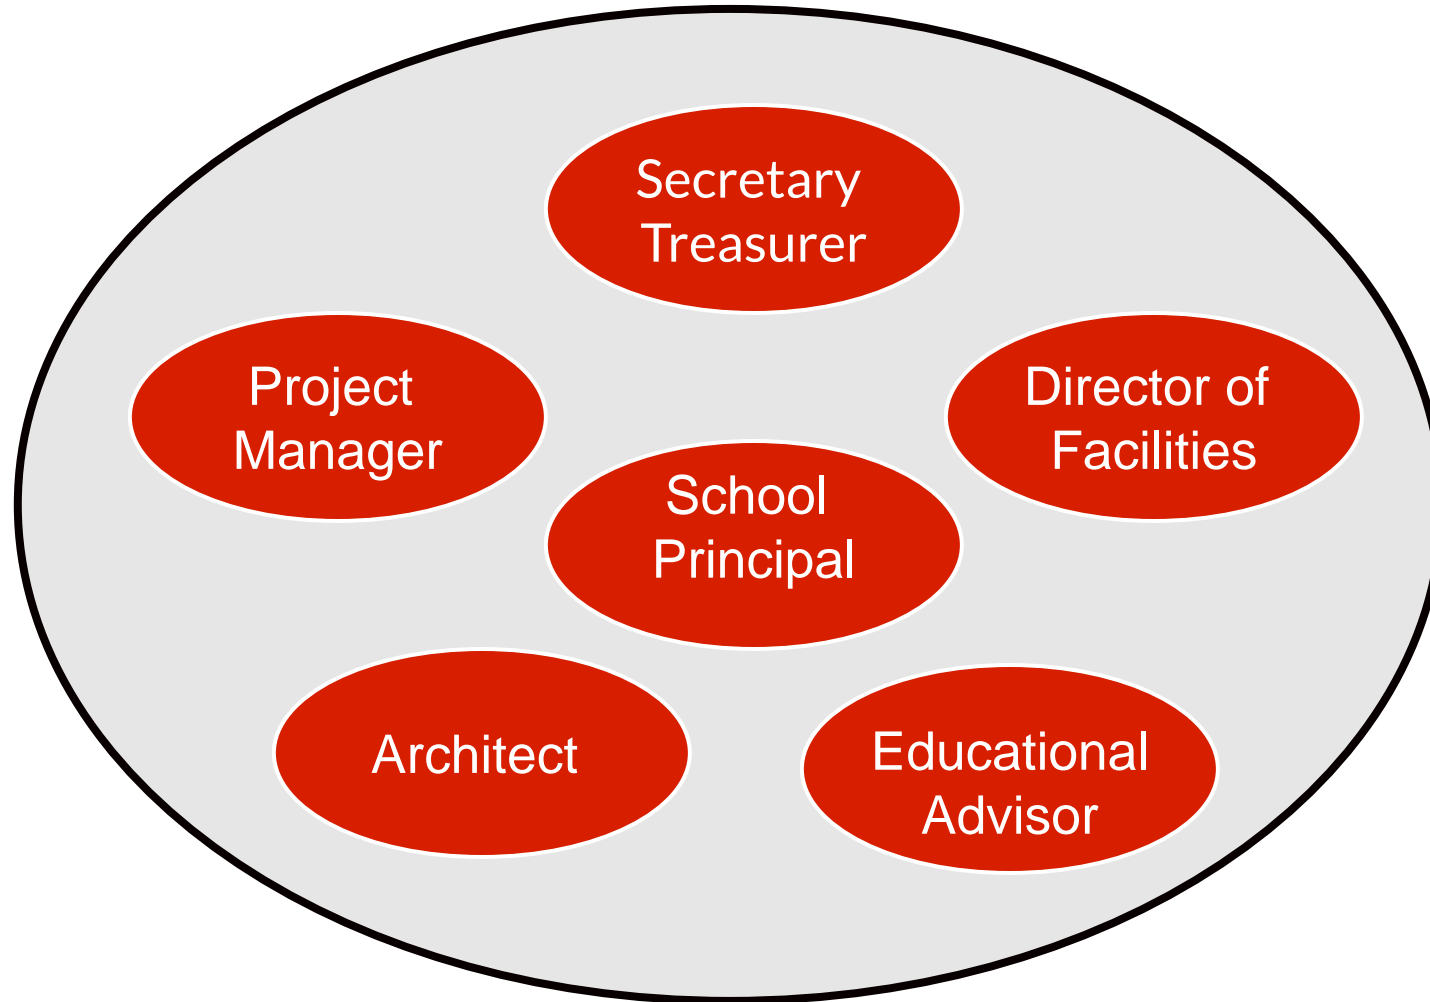 Secretary
Treasurer
Project
Manager
Director of
Facilities
School
Principal
Architect
Educational
Advisor